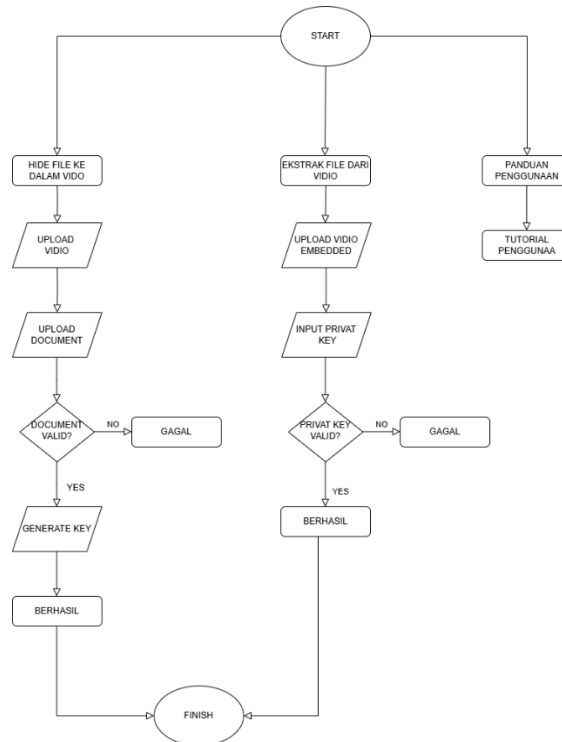 START
HIDE FILE KE
DALAM VIDO
EKSTRAK FILE DARI
VIDIO
PANDUAN
PENGGUNAAN
UPLOAD
VIDIO
UPLOAD VIDIO
EMBEDDED
TUTORIAL
PENGGUNAA
UPLOAD
DOCUMENT
INPUT PRIVAT
KEY
DOCUMENT
VALID?
NO
GAGAL
PRIVAT KEY
VALID?
NO
GAGAL
YES
YES
GENERATE KEY
BERHASIL
BERHASIL
FINISH